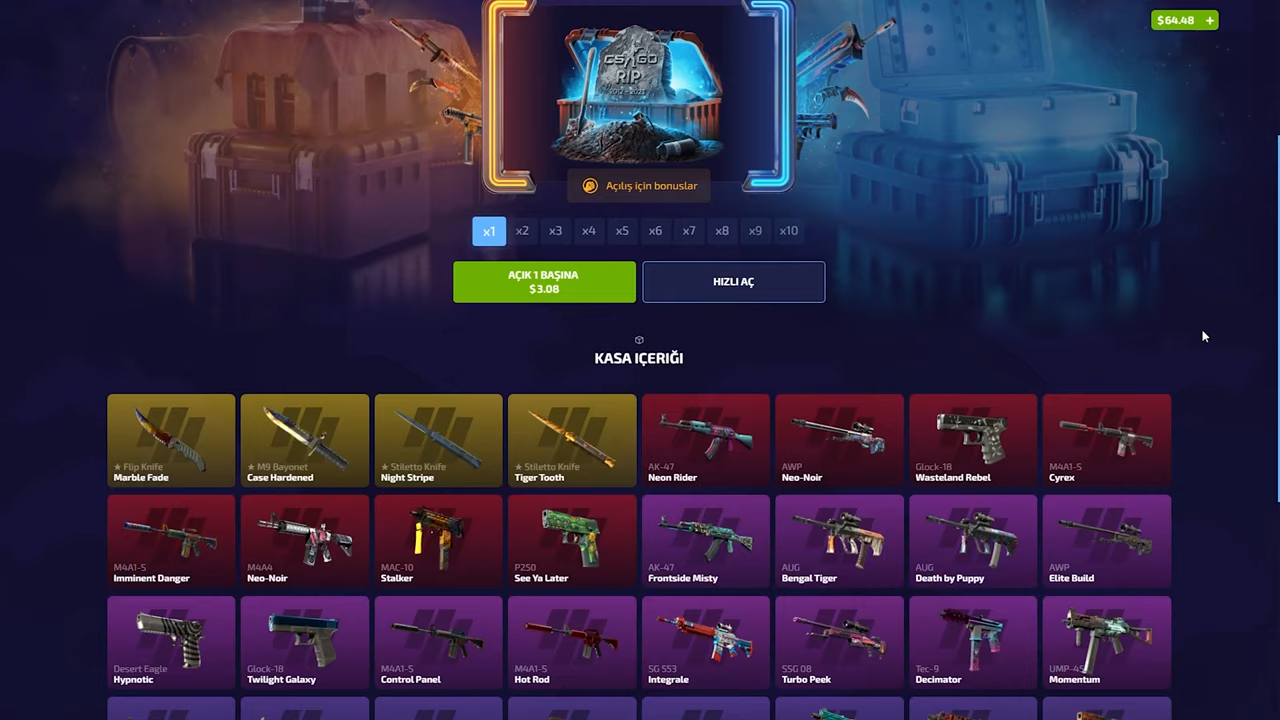 $64.48 +
CS GO
RIP
2012 - 2023
Açılış için bonuslar
x1 x2 x3 x4 x5 x6 x7 x8 x9 x10
AÇIK 1 BAŞINA
$3.08
HIZLI AÇ
KASA IÇERIĞI
★ Flip Knife
Marble Fade
★ M9 Bayonet
Case Hardened
★ Stiletto Knife
Night Stripe
★ Stiletto Knife
Tiger Tooth
AK-47
Neon Rider
AWP
Neo-Noir
Glock-18
Wasteland Rebel
M4A1-S
Cyrex
M4A1-S
Imminent Danger
M4A4
Neo-Noir
MAC-10
Stalker
P250
See Ya Later
AK-47
Frontside Misty
AUG
Bengal Tiger
AUG
Death by Puppy
AWP
Elite Build
Desert Eagle
Hypnotic
Glock-18
Twilight Galaxy
M4A1-S
Control Panel
M4A1-S
Hot Rod
SG 553
Integrale
SSG 08
Turbo Peek
Tec-9
Decimator
UMP-45
Momentum